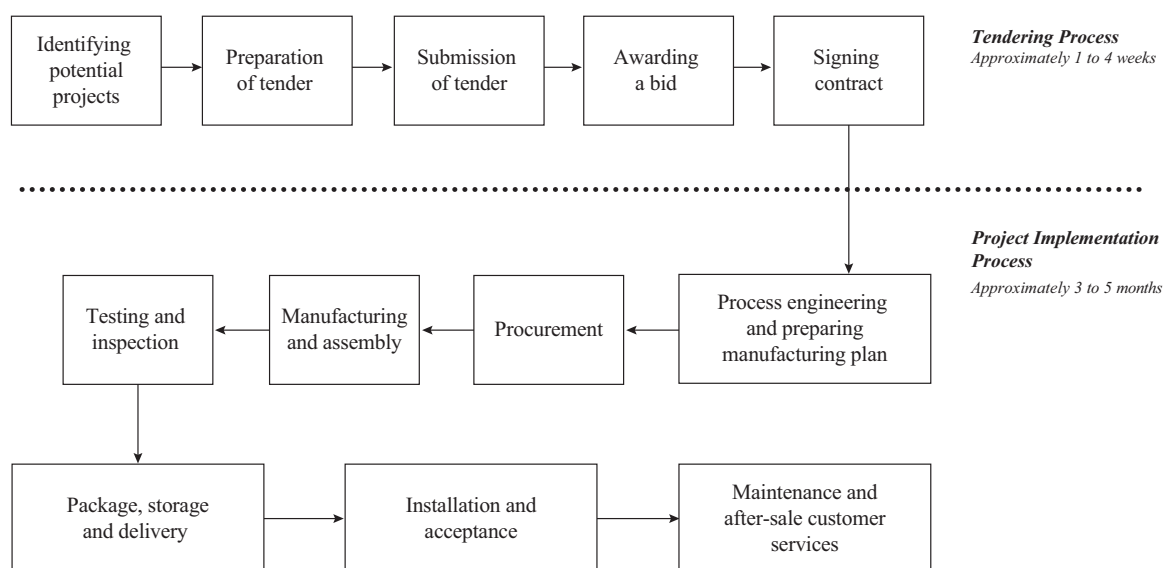 Identifying
potential
projects
Preparation
of tender
Submission
of tender
Awarding
a bid
Signing
contract
Tendering Process
Approximately 1 to 4 weeks
Project Implementation
Process
Approximately 3 to 5 months
Process engineering
and preparing
manufacturing plan
Procurement
Manufacturing
and assembly
Testing and
inspection
Package, storage
and delivery
Installation and
acceptance
Maintenance and
after-sale customer
services